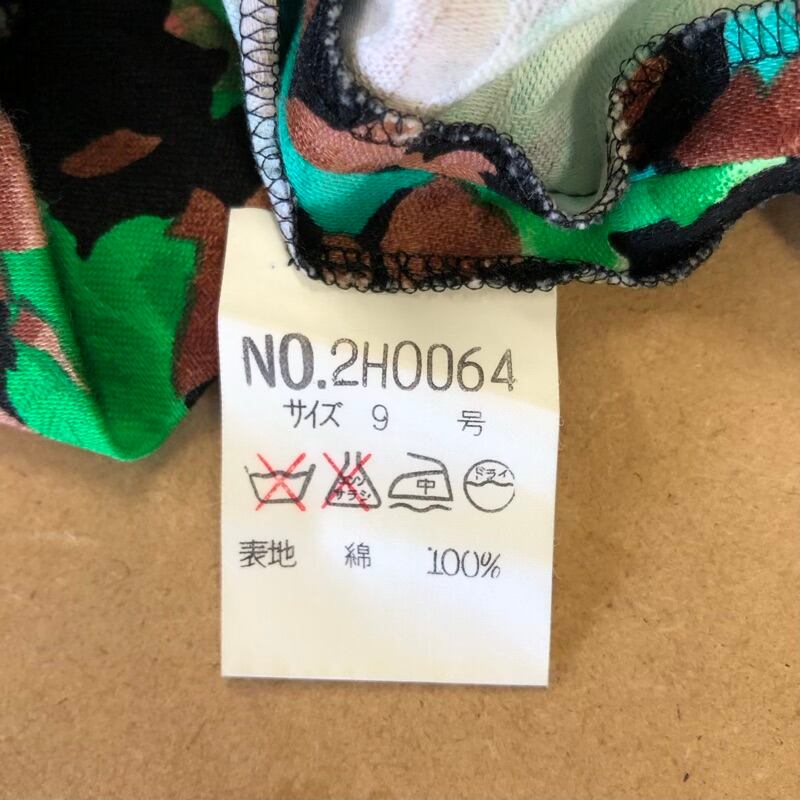 NO.2H0064
サイズ 9 号
エンソ サラシ 中 ドライ
表地 綿 100%